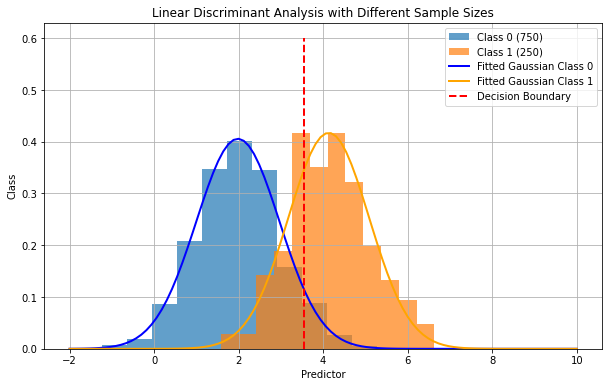 Linear Discriminant Analysis with Different Sample Sizes
Class 0 (750)
Class 1 (250)
Fitted Gaussian Class 0
Fitted Gaussian Class 1
Decision Boundary
Class
0.6
0.5
0.4
0.3
0.2
0.1
0.0
−2
0
2
4
6
8
10
Predictor